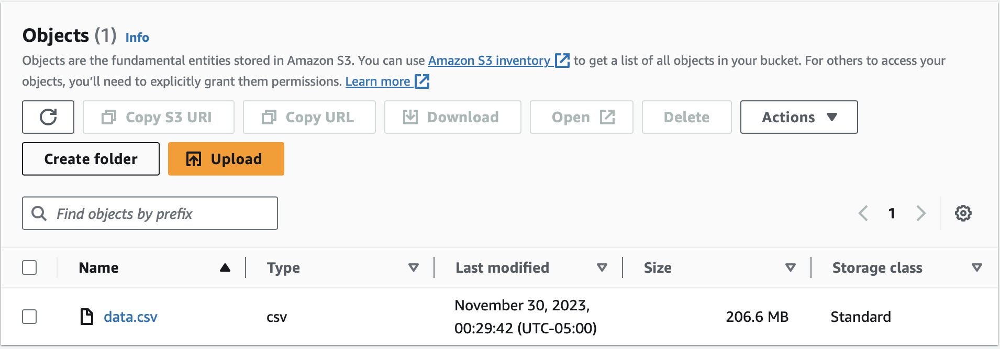 Objects (1) Info
Objects are the fundamental entities stored in Amazon S3. You can use Amazon S3 inventory to get a list of all objects in your bucket. For others to access your
objects, you’ll need to explicitly grant them permissions. Learn more
Copy S3 URI Copy URL Download Open Delete Actions
Create folder Upload
Find objects by prefix 1
Name Type Last modified Size Storage class
data.csv csv November 30, 2023, 206.6 MB Standard
00:29:42 (UTC-05:00)